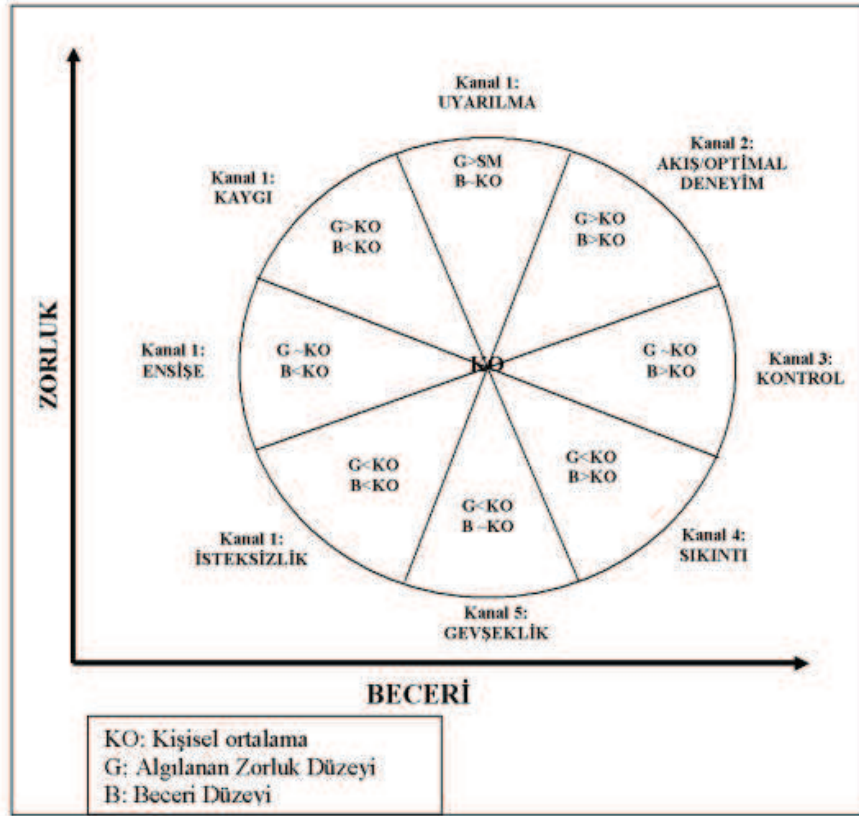 Kanal 1:
UYARILMA
Kanal 2:
AKIŞ/OPTİMAL
DENEYİM
Kanal 1:
KAYGI
G>SM
B~KO
G>KO
B<KO
G>KO
B>KO
ZORLUK
Kanal 1:
ENSİŞE
G ~KO
B<KO
KO
G ~KO
B>KO
Kanal 3:
KONTROL
G<KO
B<KO
G<KO
B~KO
G<KO
B>KO
Kanal 1:
İSTEKSİZLİK
Kanal 4:
SIKINTI
Kanal 5:
GEVŞEKLİK
BECERİ
KO: Kişisel ortalama
G: Algılanan Zorluk Düzeyi
B: Beceri Düzeyi